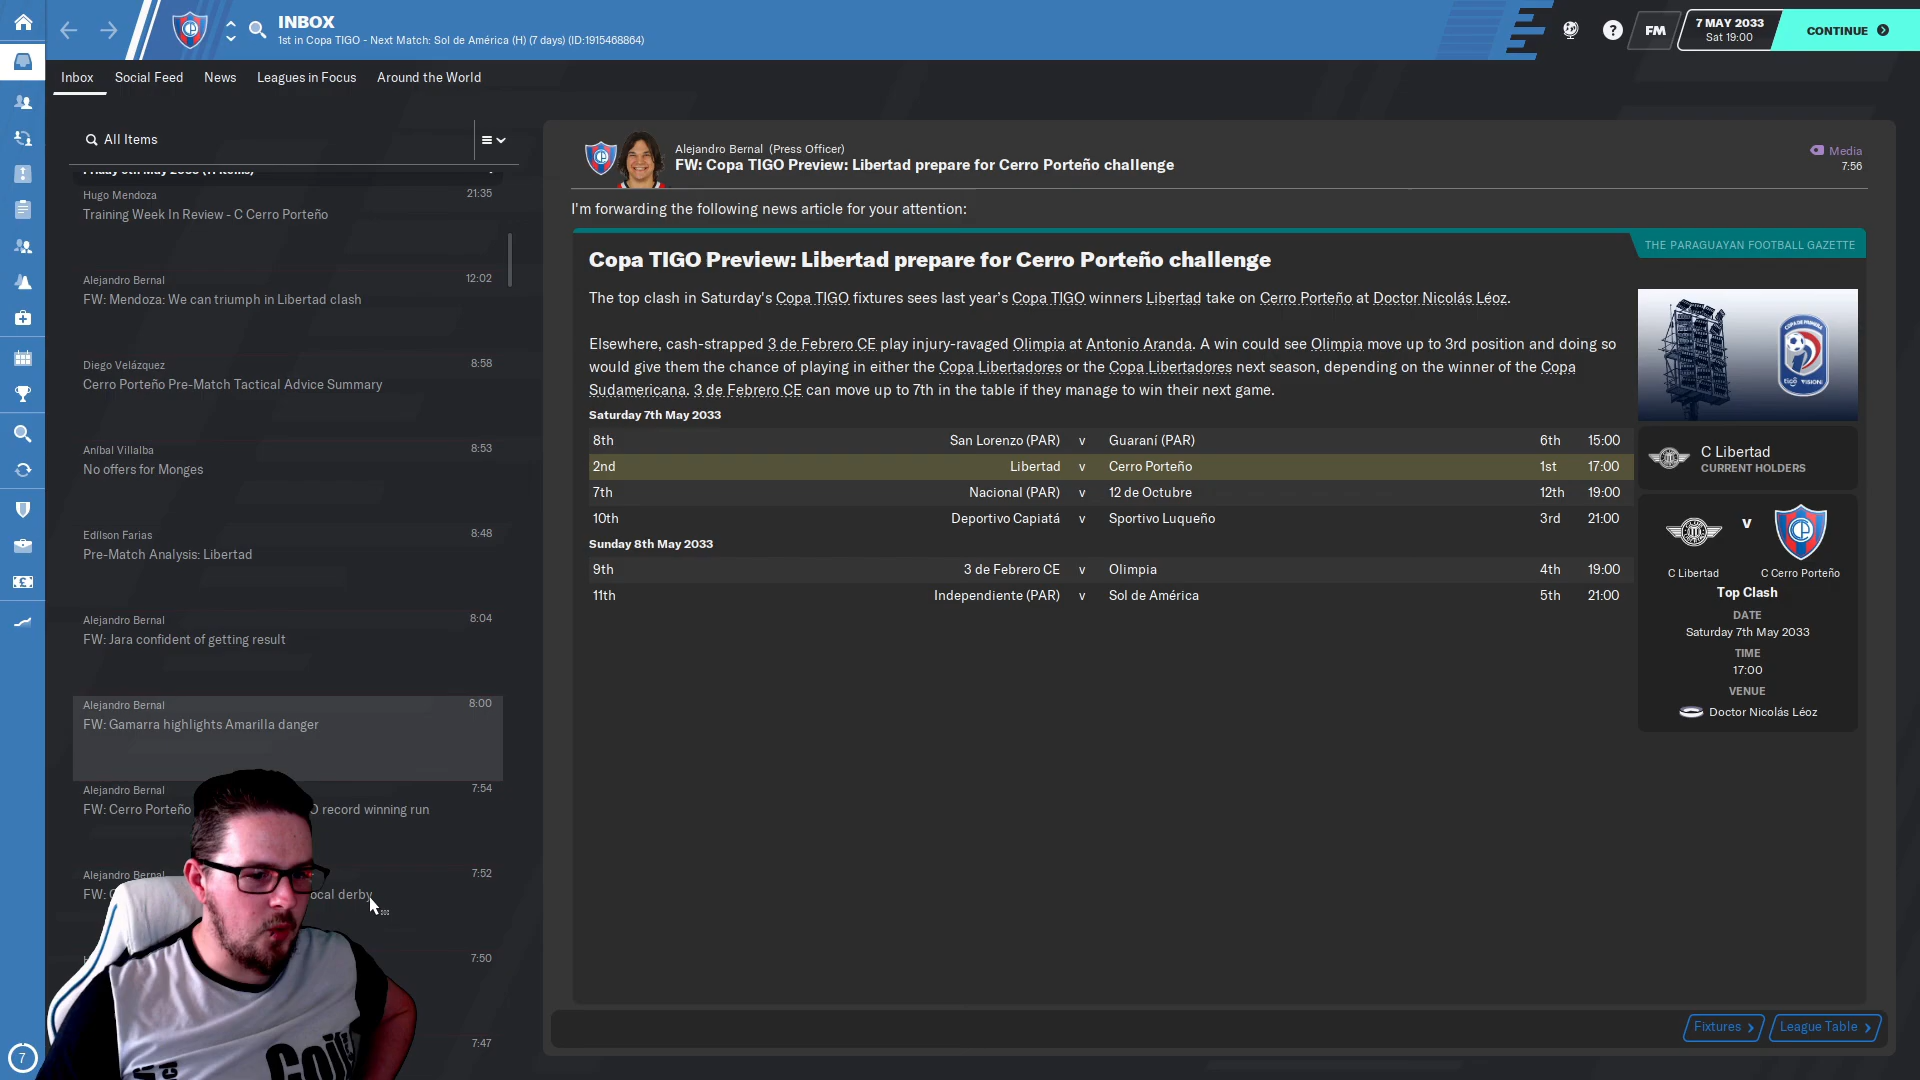 INBOX
1st in Copa TIGO - Next Match: Sol de América (H) (7 days) (ID:1915468864)
FM
7 MAY 2033
Sat 19:00
CONTINUE
Inbox Social Feed News Leagues in Focus Around the World
All Items
Hugo Mendoza 21:35
Training Week In Review - C Cerro Porteño
Alejandro Bernal 12:02
FW: Mendoza: We can triumph in Libertad clash
Diego Velázquez 8:58
Cerro Porteño Pre-Match Tactical Advice Summary
Aníbal Villalba 8:53
No offers for Monges
Edílson Farias 8:48
Pre-Match Analysis: Libertad
Alejandro Bernal 8:04
FW: Jara confident of getting result
Alejandro Bernal 8:00
FW: Gamarra highlights Amarilla danger
Alejandro Bernal 7:54
FW: Cerro Porteño record winning run
Alejandro Bernal 7:52
FW: ocal derby
7:50
7:47
7
Alejandro Bernal (Press Officer)
FW: Copa TIGO Preview: Libertad prepare for Cerro Porteño challenge
Media
7:56
I'm forwarding the following news article for your attention:
THE PARAGUAYAN FOOTBALL GAZETTE
Copa TIGO Preview: Libertad prepare for Cerro Porteño challenge
The top clash in Saturday's Copa TIGO fixtures sees last year's Copa TIGO winners Libertad take on Cerro Porteño at Doctor Nicolás Léoz.
Elsewhere, cash-strapped 3 de Febrero CE play injury-ravaged Olimpia at Antonio Aranda. A win could see Olimpia move up to 3rd position and doing so
would give them the chance of playing in either the Copa Libertadores or the Copa Libertadores next season, depending on the winner of the Copa
Sudamericana. 3 de Febrero CE can move up to 7th in the table if they manage to win their next game.
Saturday 7th May 2033
8th San Lorenzo (PAR) v Guaraní (PAR) 6th 15:00
2nd Libertad v Cerro Porteño 1st 17:00
7th Nacional (PAR) v 12 de Octubre 12th 19:00
10th Deportivo Capiatá v Sportivo Luqueño 3rd 21:00
Sunday 8th May 2033
9th 3 de Febrero CE v Olimpia 4th 19:00
11th Independiente (PAR) v Sol de América 5th 21:00
C Libertad
CURRENT HOLDERS
V
C Libertad C Cerro Porteño
Top Clash
DATE
Saturday 7th May 2033
TIME
17:00
VENUE
Doctor Nicolás Léoz
Fixtures
League Table